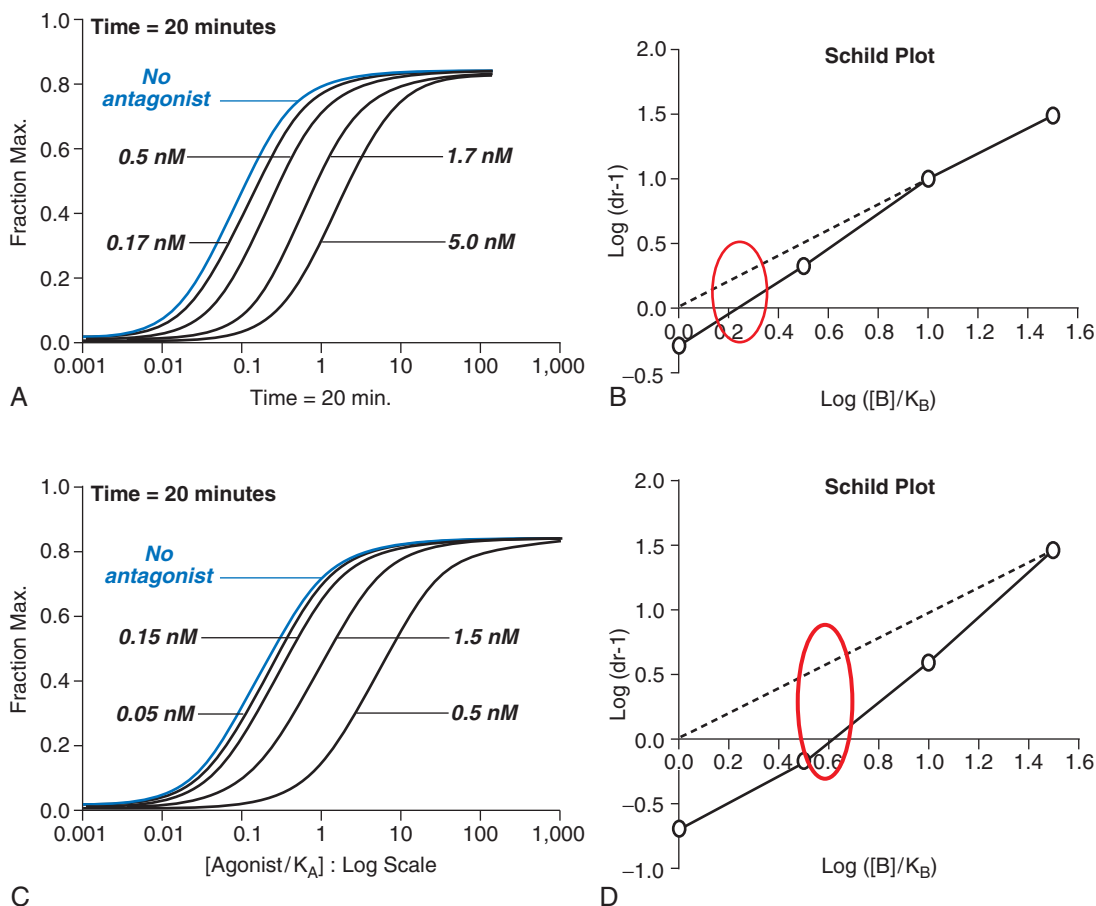 Time = 20 minutes
1.0
0.8
0.6
0.4
0.2
0.0
Fraction Max.
No
antagonist
0.5 nM
1.7 nM
0.17 nM
5.0 nM
0.001
0.01
0.1
1
10
100
1,000
Time = 20 min.
A
Schild Plot
2.0
1.5
1.0
0.5
0.0
−0.5
Log (dr-1)
0.0
0.2
0.4
0.6
0.8
1.0
1.2
1.4
1.6
Log ([B]/KB)
B
Time = 20 minutes
1.0
0.8
0.6
0.4
0.2
0.0
Fraction Max.
No
antagonist
0.15 nM
1.5 nM
0.05 nM
0.5 nM
0.001
0.01
0.1
1
10
100
1,000
[Agonist/KA] : Log Scale
C
Schild Plot
2.0
1.5
1.0
0.5
0.0
−0.5
−1.0
Log (dr-1)
0.0
0.2
0.4
0.6
0.8
1.0
1.2
1.4
1.6
Log ([B]/KB)
D